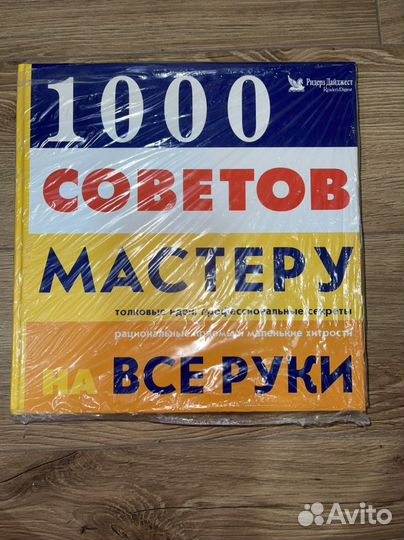 1000
Ридерз Дайджест
Reader's Digest
СОВЕТОВ
МАСТЕРУ
толковые идеи, профессиональные секреты
рациональные приемы и маленькие хитрости
НА ВСЕ РУКИ
Avito